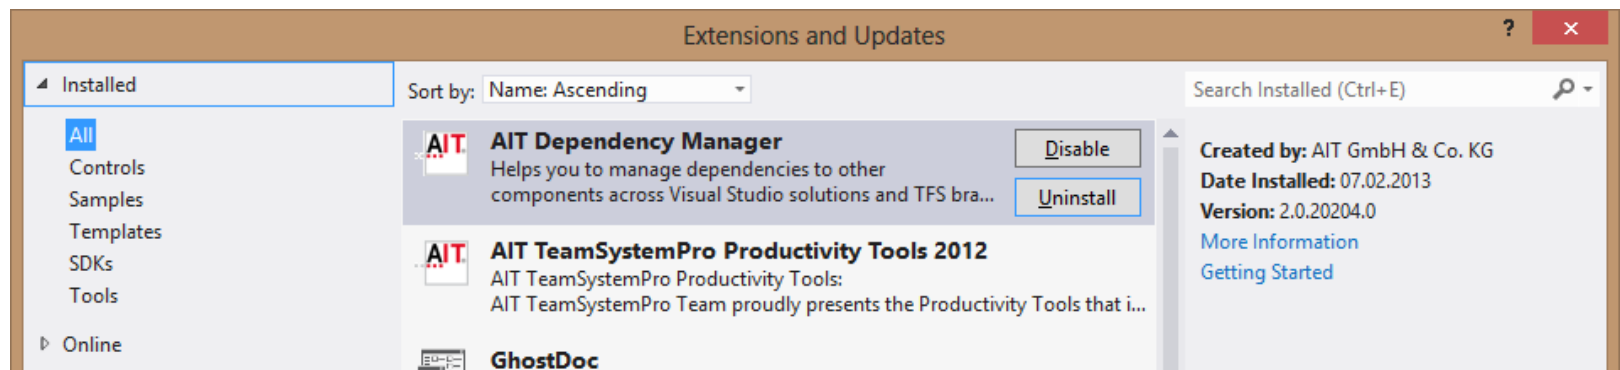 Extensions and Updates
?
Installed
All
Controls
Samples
Templates
SDKs
Tools
Online
Sort by: Name: Ascending
AIT
AIT Dependency Manager
Helps you to manage dependencies to other
components across Visual Studio solutions and TFS bra...
Disable
Uninstall
AIT
AIT TeamSystemPro Productivity Tools 2012
AIT TeamSystemPro Productivity Tools:
AIT TeamSystemPro Team proudly presents the Productivity Tools that i...
GhostDoc
Search Installed (Ctrl+E)
Created by: AIT GmbH & Co. KG
Date Installed: 07.02.2013
Version: 2.0.20204.0
More Information
Getting Started